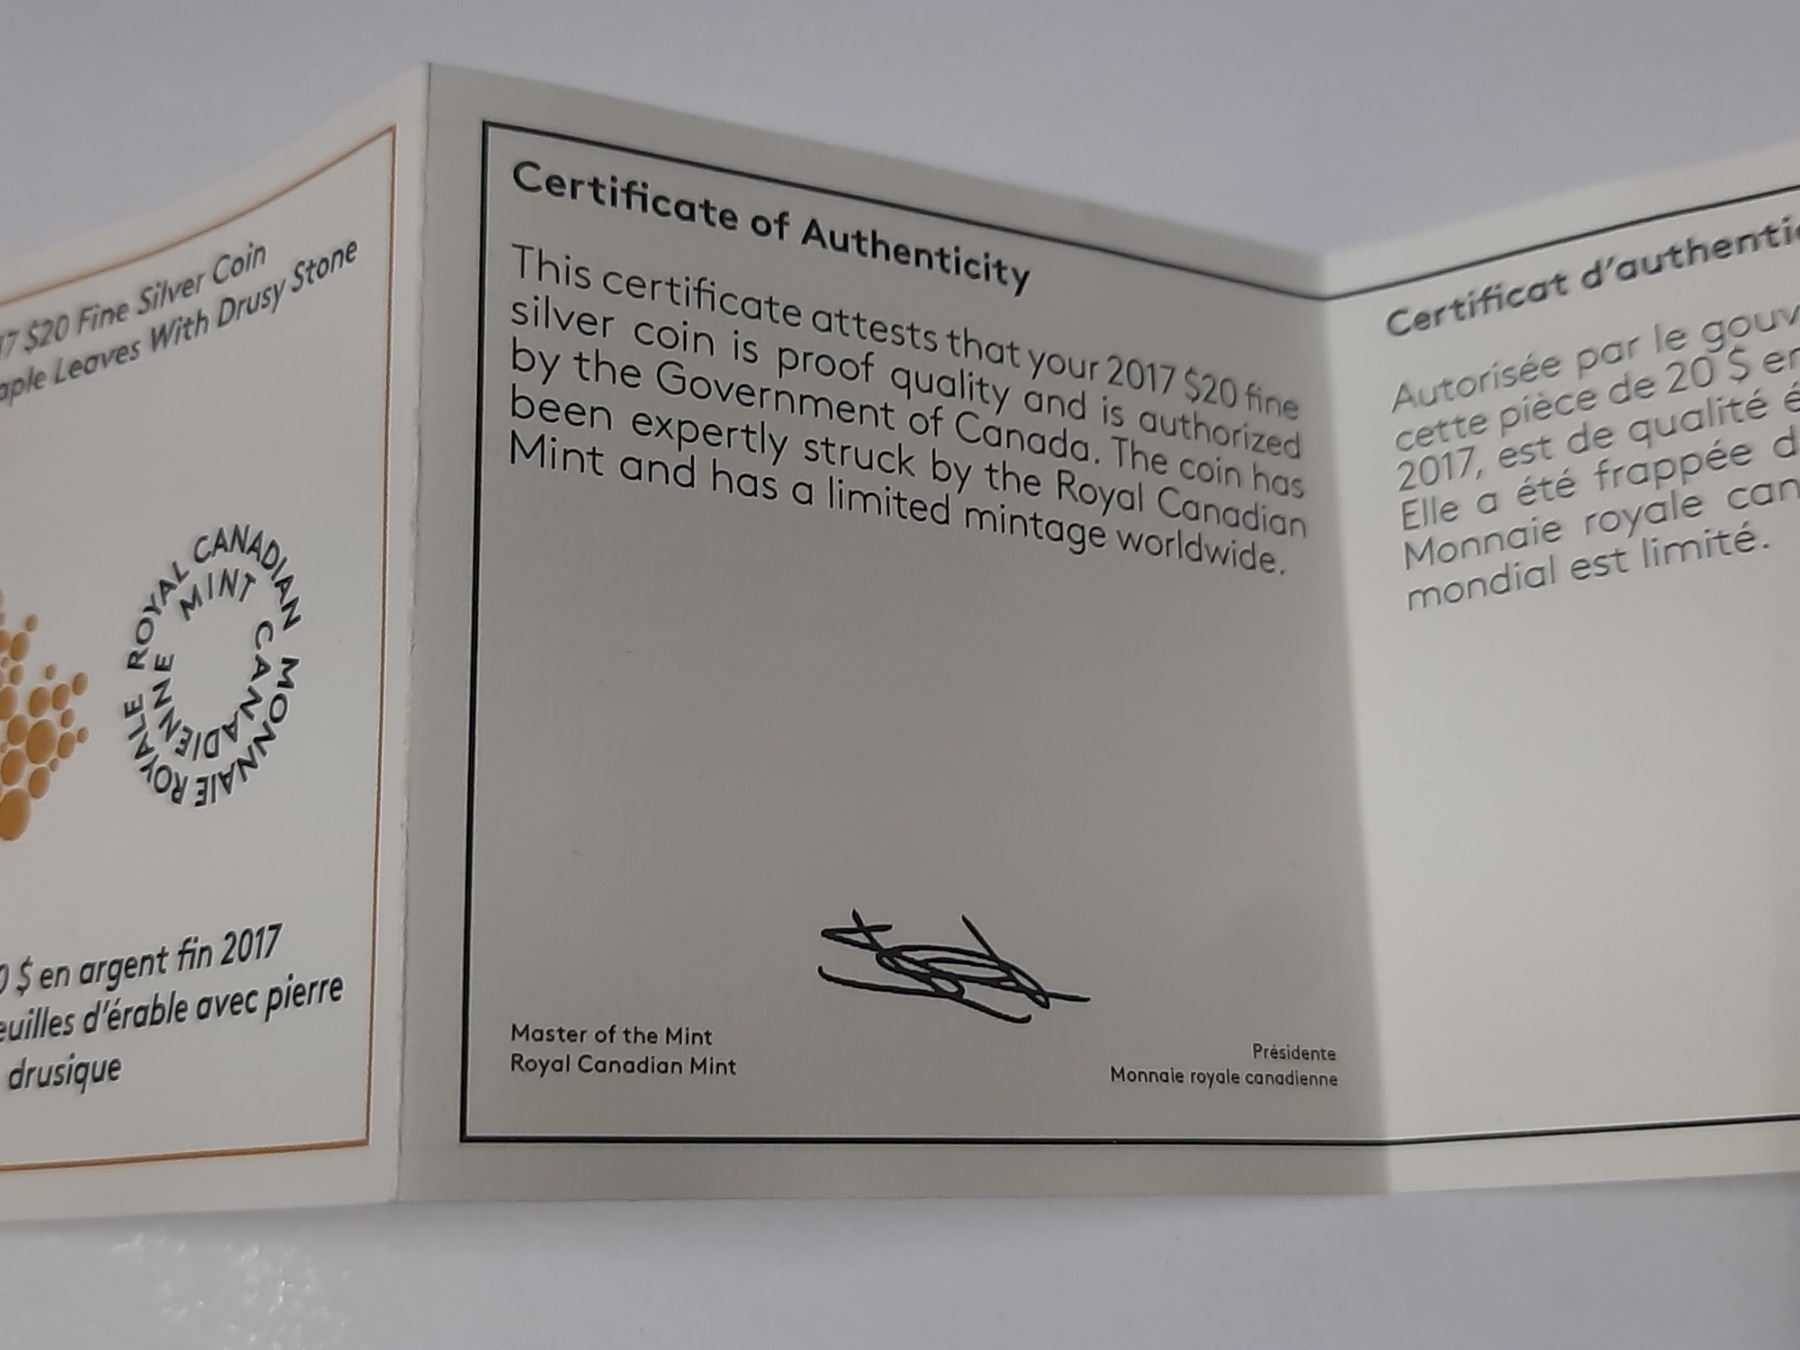 17 $20 Fine Silver Coin
aple Leaves With Drusy Stone
ROYAL CANADIAN MINT
MONNAIE ROYALE CANADIENNE
ROYALE CANADIENNE
0 $ en argent fin 2017
euilles d'érable avec pierre
drusique
Certificate of Authenticity
This certificate attests that your 2017 $20 fine
silver coin is proof quality and is authorized
by the Government of Canada. The coin has
been expertly struck by the Royal Canadian
Mint and has a limited mintage worldwide.
Master of the Mint
Royal Canadian Mint
Présidente
Monnaie royale canadienne
Certificat d'authentic
Autorisée par le gouv
cette pièce de 20 $ en
2017, est de qualité é
Elle a été frappée d
Monnaie royale can
mondial est limité.